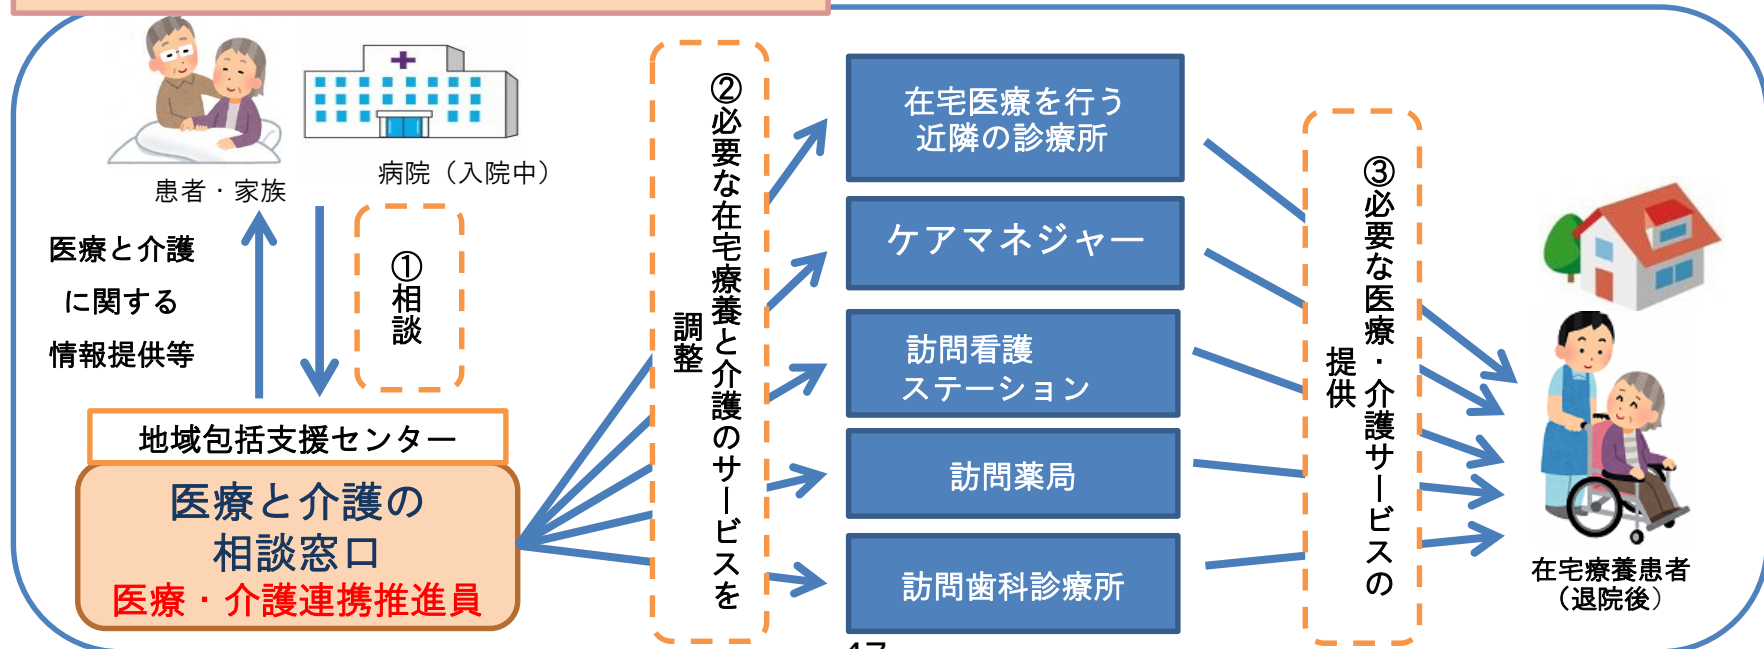 患者・家族
病院（入院中）
医療と介護
に関する
情報提供等
①相談
地域包括支援センター
医療と介護の
相談窓口
医療・介護連携推進員
②必要な在宅療養と介護のサービスを
調整
在宅医療を行う
近隣の診療所
ケアマネジャー
訪問看護
ステーション
訪問薬局
訪問歯科診療所
③必要な医療・介護サービスの
提供
在宅療養患者
（退院後）